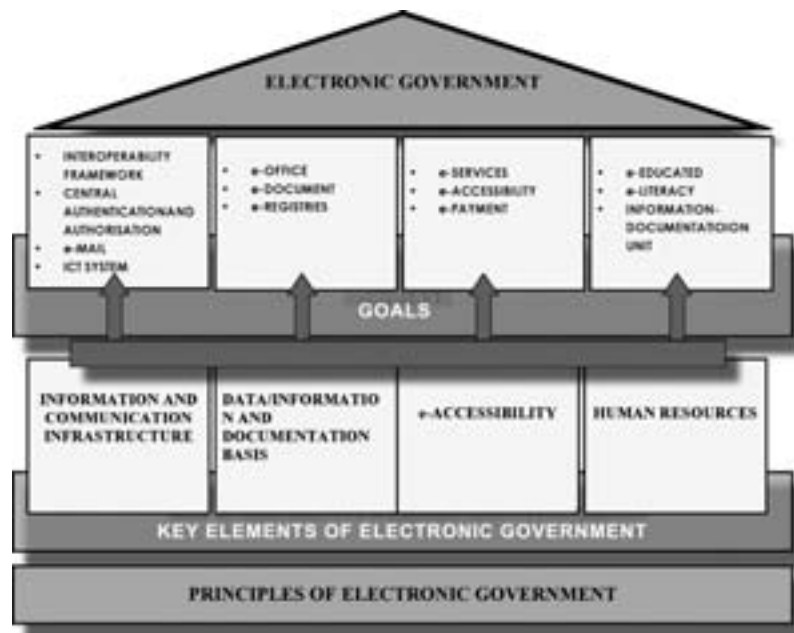 ELECTRONIC GOVERNMENT
• INTEROPERABILITY
FRAMEWORK
• CENTRAL
AUTHENTICATIONAND
AUTHORISATION
• e-MAIL
• ICT SYSTEM
• e-OFFICE
• e-DOCUMENT
• e-REGISTRIES
• e-SERVICES
• e-ACCESSIBILITY
• e-PAYMENT
• e-EDUCATED
• e-LITERACY
• INFORMATION-
DOCUMENTATOION
UNIT
GOALS
INFORMATION AND
COMMUNICATION
INFRASTRUCTURE
DATA/INFORMATIO
N AND
DOCUMENTATION
BASIS
e-ACCESSIBILITY
HUMAN RESOURCES
KEY ELEMENTS OF ELECTRONIC GOVERNMENT
PRINCIPLES OF ELECTRONIC GOVERNMENT